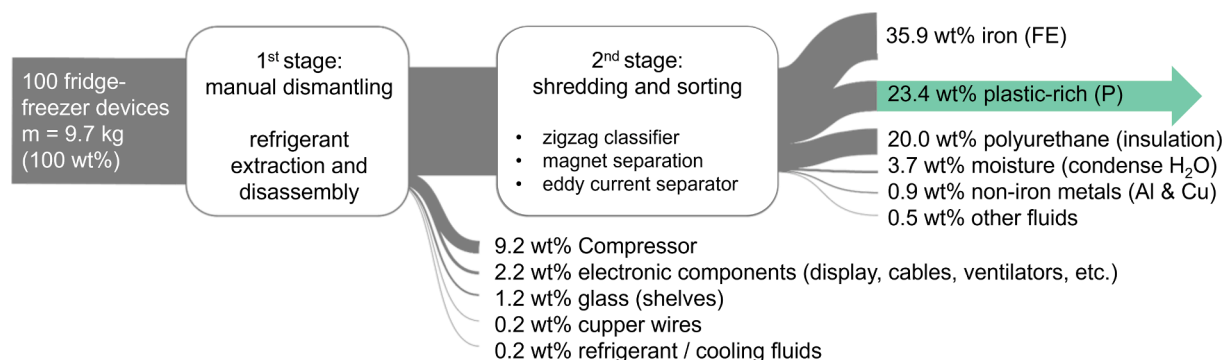 100 fridge-
freezer devices
m = 9.7 kg
(100 wt%)
1st stage:
manual dismantling
refrigerant
extraction and
disassembly
2nd stage:
shredding and sorting
• zigzag classifier
• magnet separation
• eddy current separator
35.9 wt% iron (FE)
23.4 wt% plastic-rich (P)
20.0 wt% polyurethane (insulation)
3.7 wt% moisture (condense H2O)
0.9 wt% non-iron metals (Al & Cu)
0.5 wt% other fluids
9.2 wt% Compressor
2.2 wt% electronic components (display, cables, ventilators, etc.)
1.2 wt% glass (shelves)
0.2 wt% cupper wires
0.2 wt% refrigerant / cooling fluids